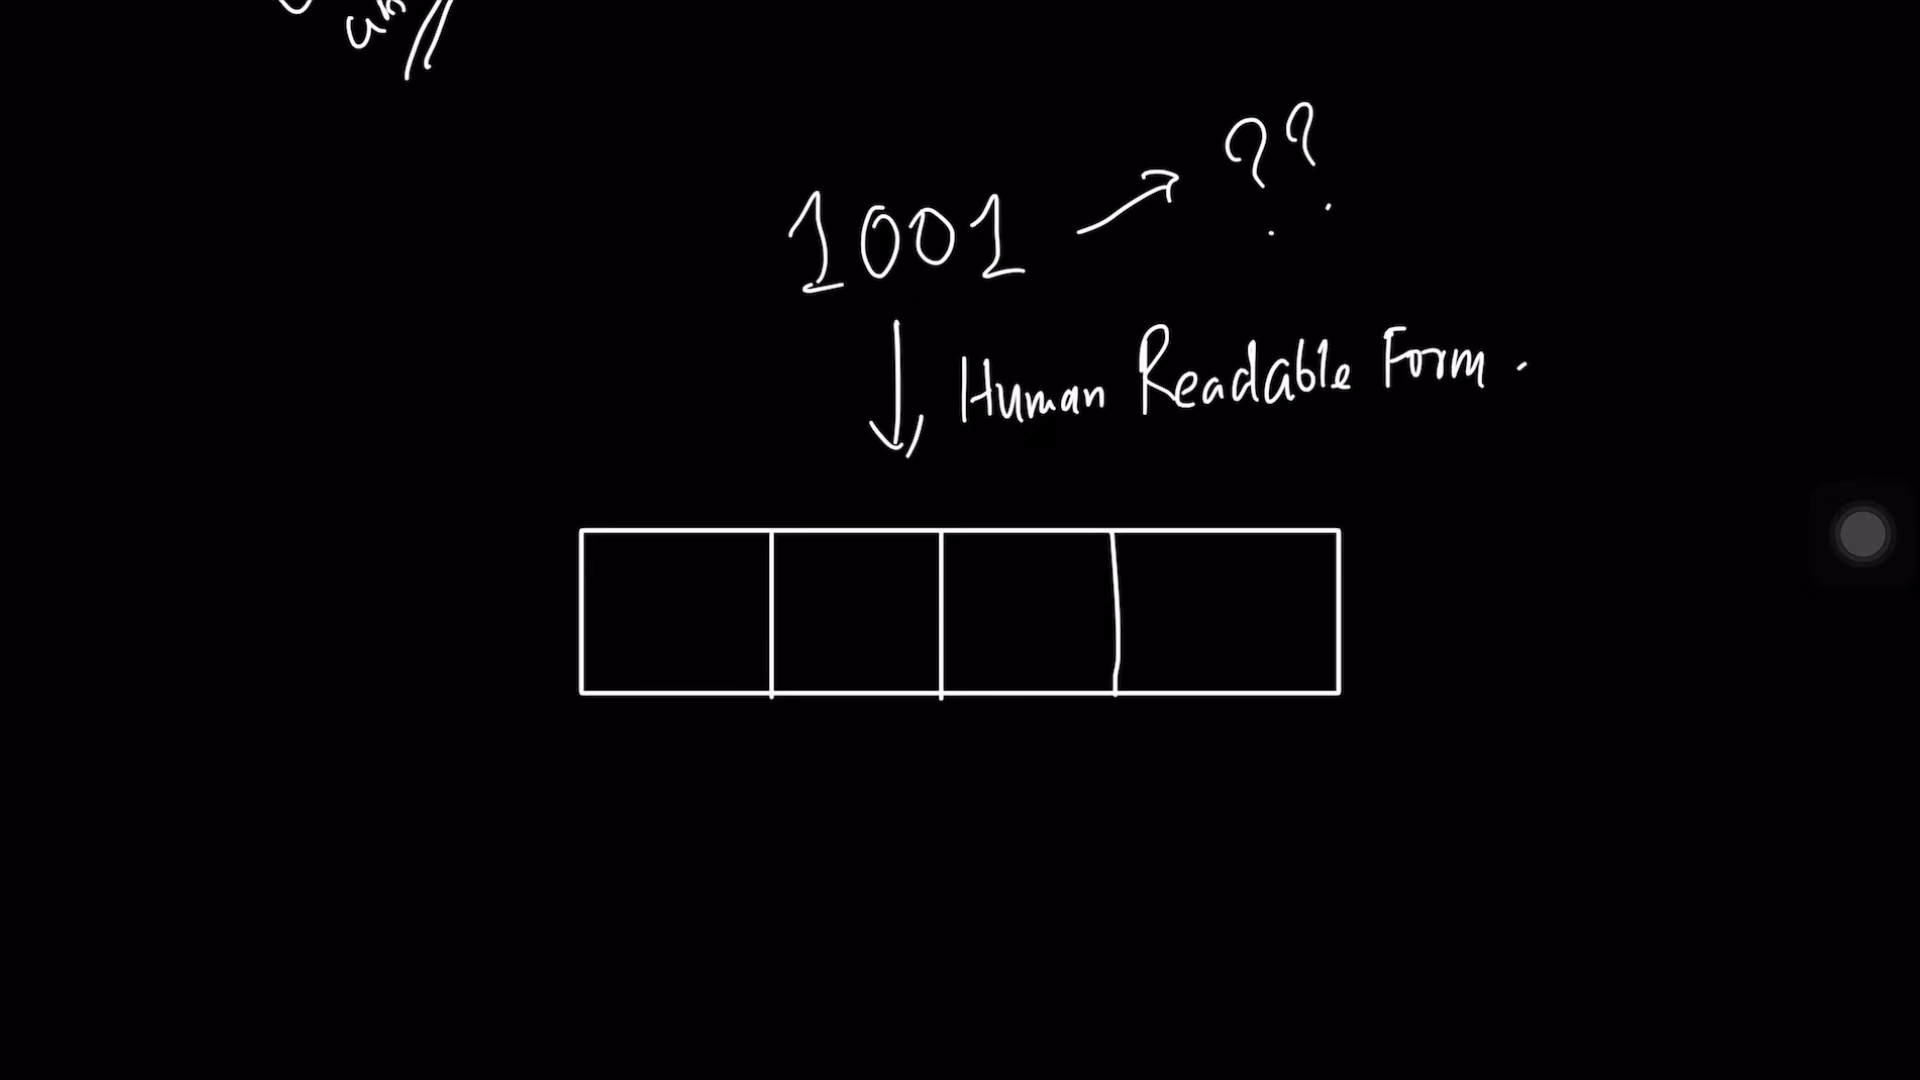 1001 → ??
↓ Human Readable Form.